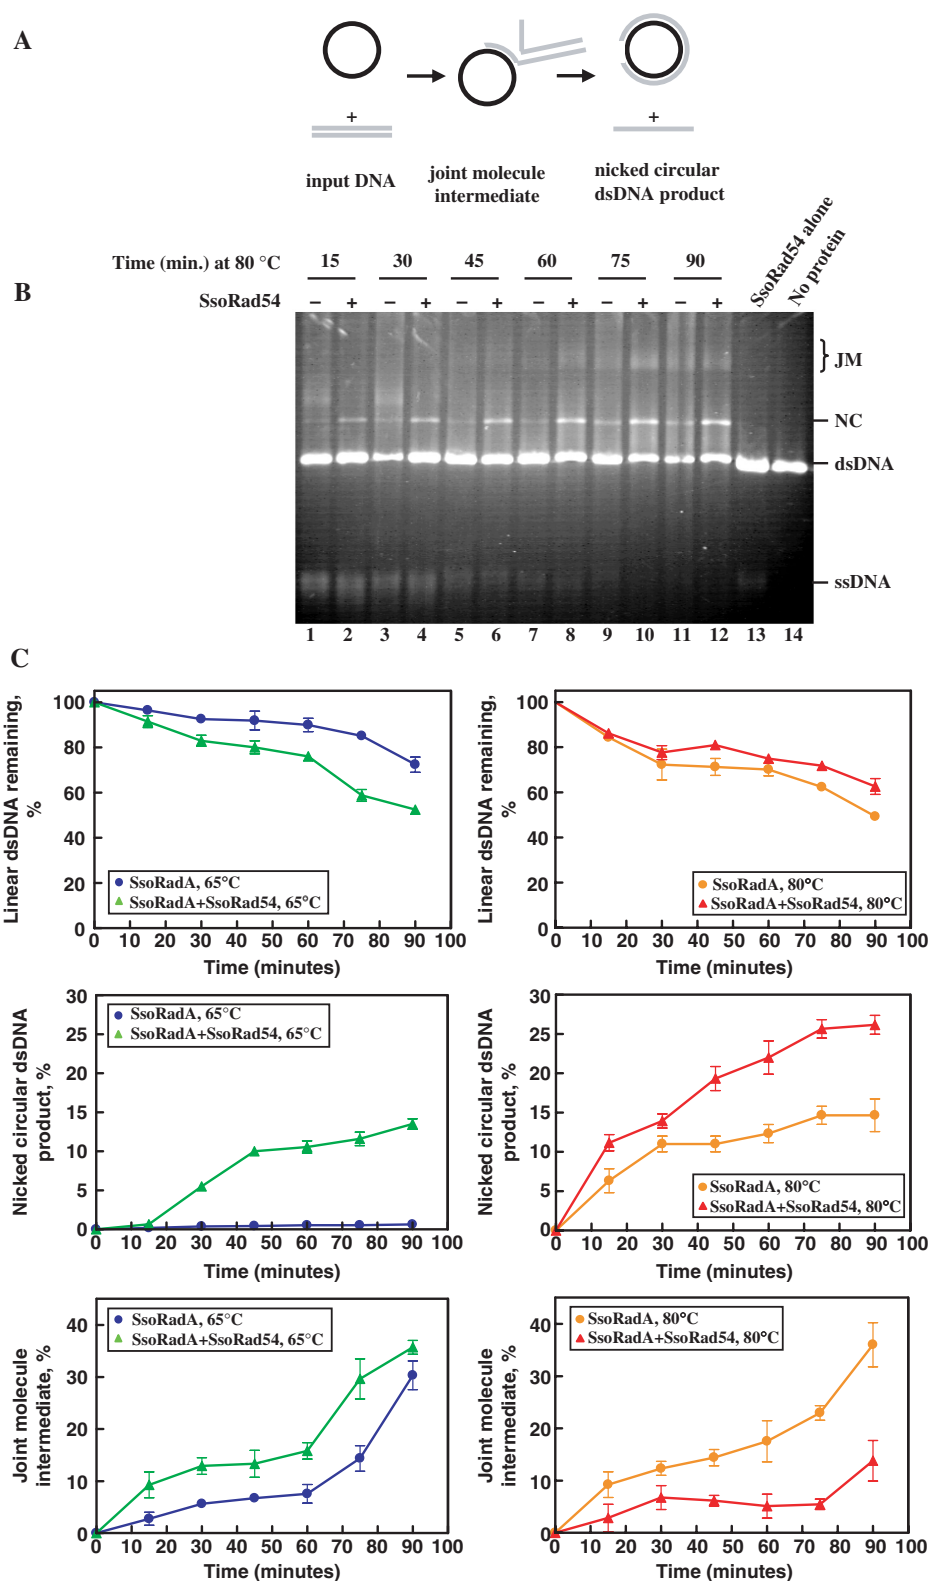 A
+
+
input DNA
joint molecule
intermediate
nicked circular
dsDNA product
B
Time (min.) at 80 °C
15 30 45 60 75 90
SsoRad54 alone
No protein
SsoRad54
– + – + – + – + – + – +
JM
NC
dsDNA
ssDNA
1 2 3 4 5 6 7 8 9 10 11 12 13 14
C
Linear dsDNA remaining,
%
100
80
60
40
20
0
SsoRadA, 65°C
SsoRadA+SsoRad54, 65°C
0 10 20 30 40 50 60 70 80 90 100
Time (minutes)
Linear dsDNA remaining,
%
100
80
60
40
20
0
SsoRadA, 80°C
SsoRadA+SsoRad54, 80°C
0 10 20 30 40 50 60 70 80 90 100
Time (minutes)
Nicked circular dsDNA
product, %
30
25
20
15
10
5
0
SsoRadA, 65°C
SsoRadA+SsoRad54, 65°C
0 10 20 30 40 50 60 70 80 90 100
Time (minutes)
Nicked circular dsDNA
product, %
30
25
20
15
10
5
0
SsoRadA, 80°C
SsoRadA+SsoRad54, 80°C
0 10 20 30 40 50 60 70 80 90 100
Time (minutes)
Joint molecule
intermediate, %
40
30
20
10
0
SsoRadA, 65°C
SsoRadA+SsoRad54, 65°C
0 10 20 30 40 50 60 70 80 90 100
Time (minutes)
Joint molecule
intermediate, %
40
30
20
10
0
SsoRadA, 80°C
SsoRadA+SsoRad54, 80°C
0 10 20 30 40 50 60 70 80 90 100
Time (minutes)